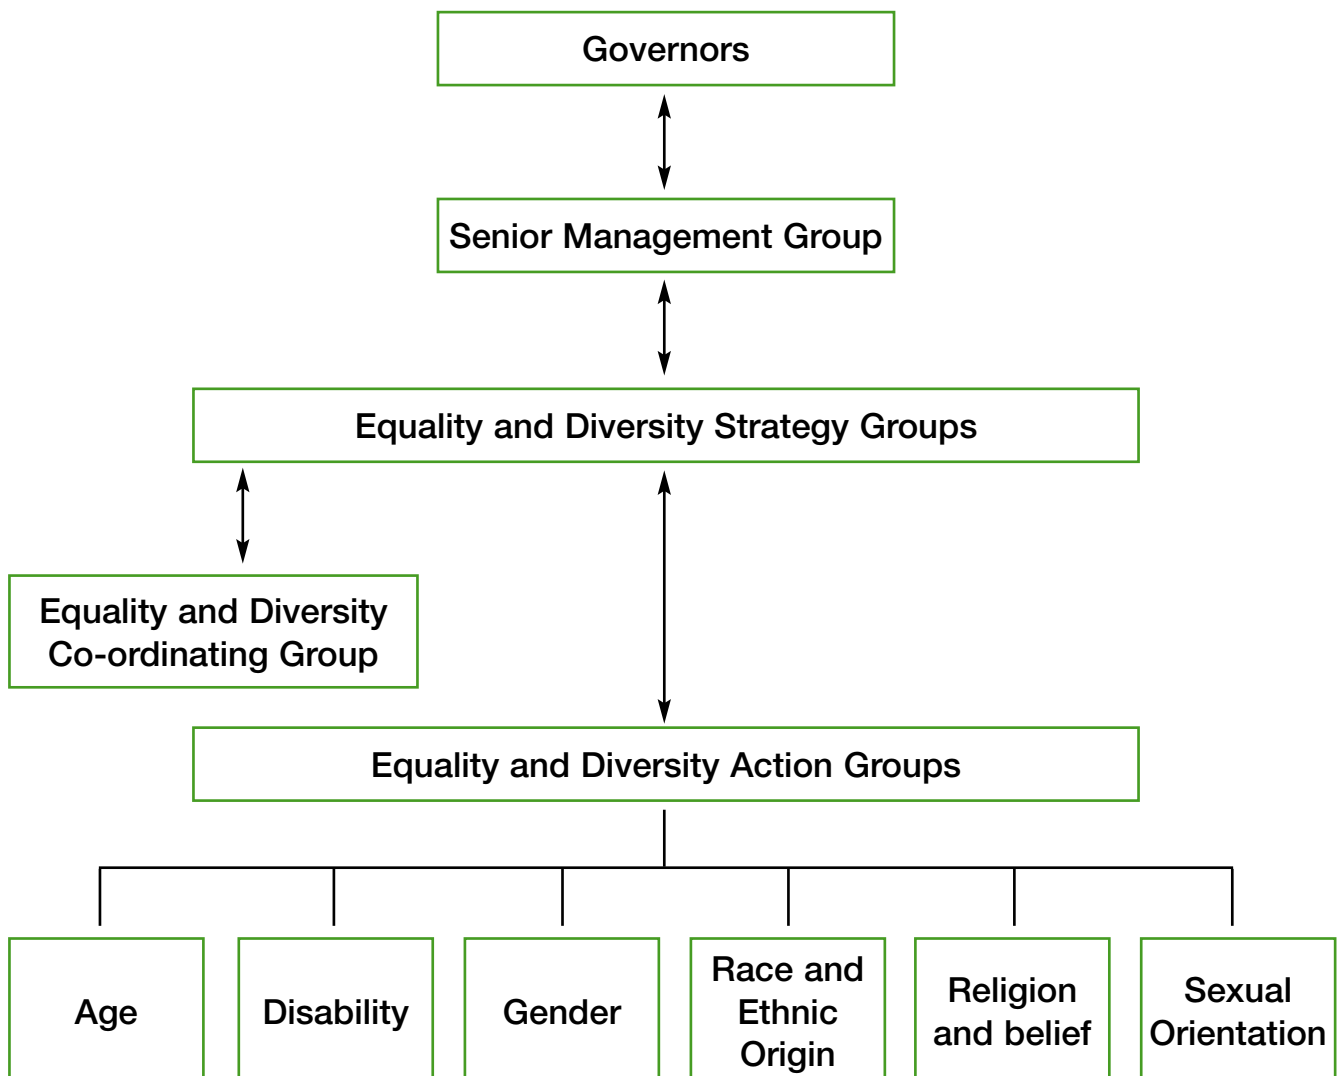 Governors
Senior Management Group
Equality and Diversity Strategy Groups
Equality and Diversity
Co-ordinating Group
Equality and Diversity Action Groups
Age
Disability
Gender
Race and
Ethnic
Origin
Religion
and belief
Sexual
Orientation